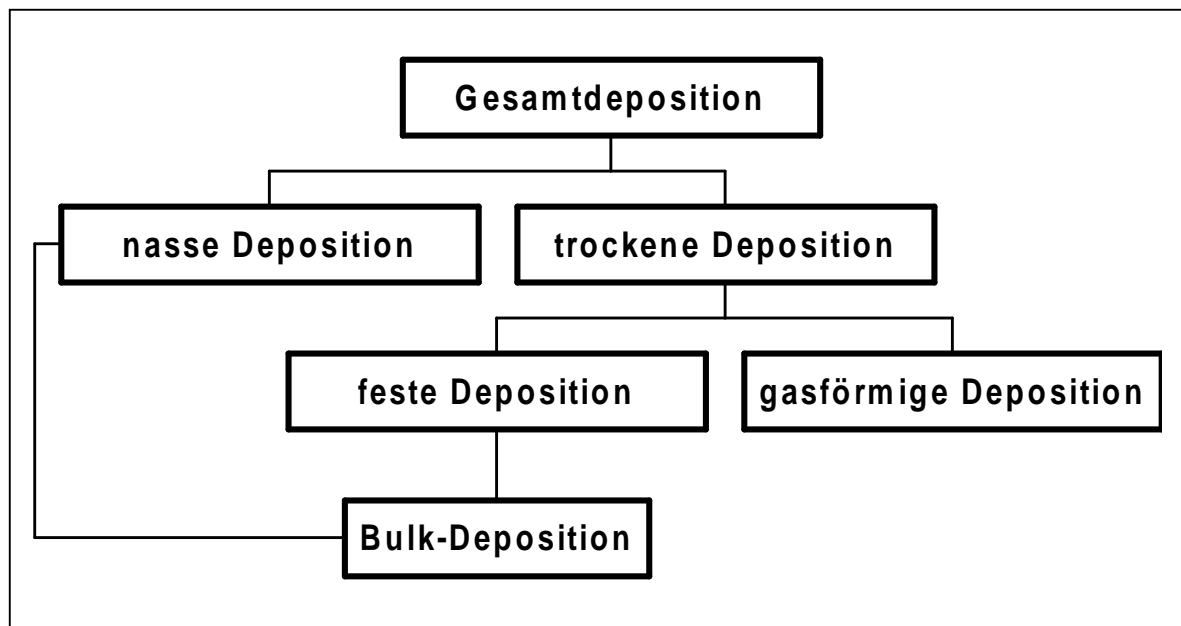 Gesamtdeposition
nasse Deposition
trockene Deposition
feste Deposition
gasförmige Deposition
Bulk-Deposition